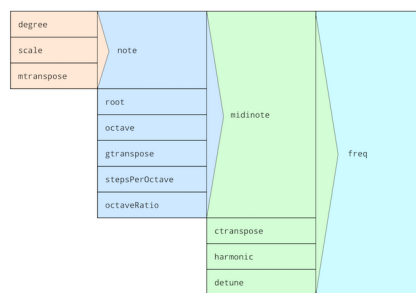 degree
scale
note
mtranspose
root
octave
midinote
gtranspose
freq
stepsPerOctave
octaveRatio
ctranspose
harmonic
detune